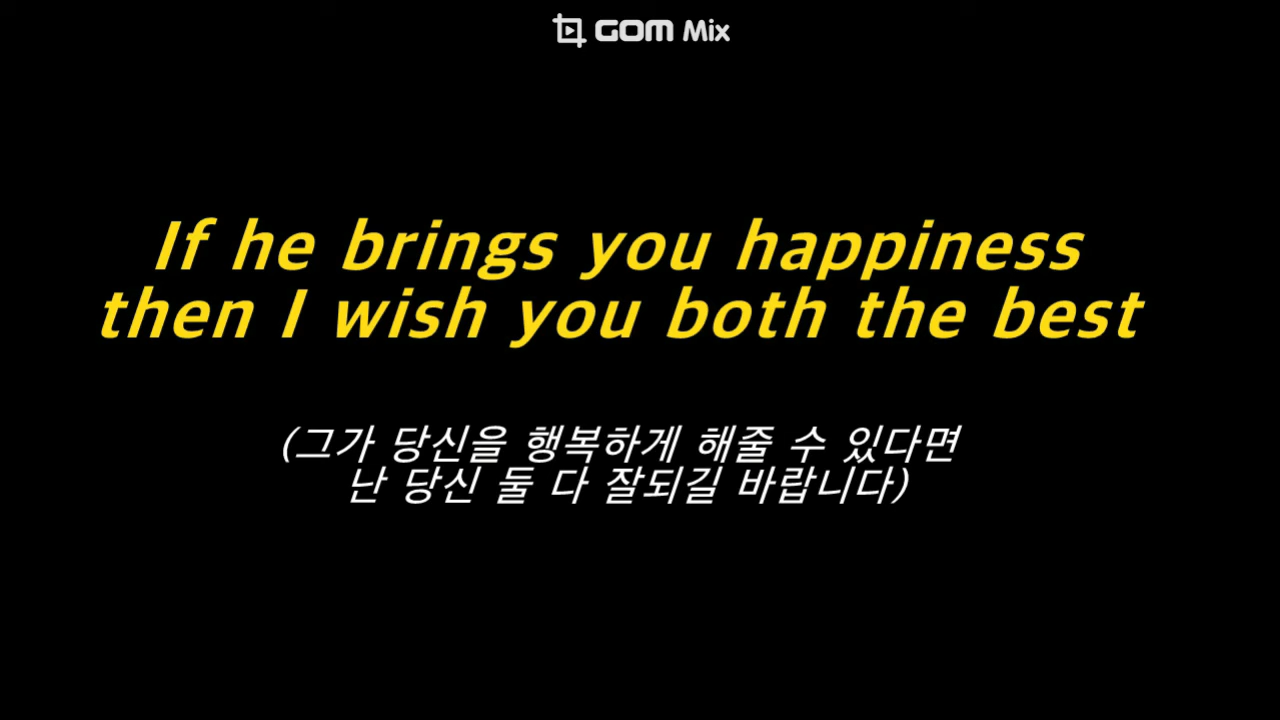 GOM Mix
If he brings you happiness
then I wish you both the best
(그가 당신을 행복하게 해줄 수 있다면
난 당신 둘 다 잘되길 바랍니다)